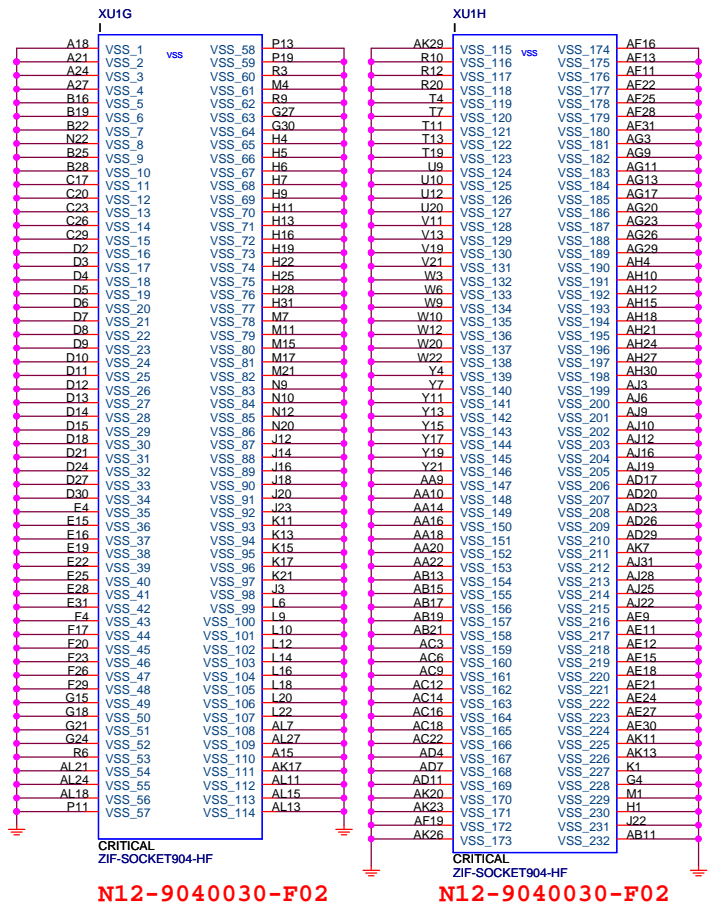 XU1G
VSS
A18 VSS_1 VSS_58 P13
A21 VSS_2 VSS_59 P19
A24 VSS_3 VSS_60 R3
A27 VSS_4 VSS_61 M4
B16 VSS_5 VSS_62 R9
B19 VSS_6 VSS_63 G27
B22 VSS_7 VSS_64 G30
N22 VSS_8 VSS_65 H4
B25 VSS_9 VSS_66 H5
B28 VSS_10 VSS_67 H6
C17 VSS_11 VSS_68 H7
C20 VSS_12 VSS_69 H9
C23 VSS_13 VSS_70 H11
C26 VSS_14 VSS_71 H13
C29 VSS_15 VSS_72 H16
D2 VSS_16 VSS_73 H19
D3 VSS_17 VSS_74 H22
D4 VSS_18 VSS_75 H25
D5 VSS_19 VSS_76 H28
D6 VSS_20 VSS_77 H31
D7 VSS_21 VSS_78 M7
D8 VSS_22 VSS_79 M11
D9 VSS_23 VSS_80 M15
D10 VSS_24 VSS_81 M17
D11 VSS_25 VSS_82 M21
D12 VSS_26 VSS_83 N9
D13 VSS_27 VSS_84 N10
D14 VSS_28 VSS_85 N12
D15 VSS_29 VSS_86 N20
D18 VSS_30 VSS_87 J12
D21 VSS_31 VSS_88 J14
D24 VSS_32 VSS_89 J16
D27 VSS_33 VSS_90 J18
D30 VSS_34 VSS_91 J20
E4 VSS_35 VSS_92 J23
E15 VSS_36 VSS_93 K11
E16 VSS_37 VSS_94 K13
E19 VSS_38 VSS_95 K15
E22 VSS_39 VSS_96 K17
E25 VSS_40 VSS_97 K21
E28 VSS_41 VSS_98 J3
E31 VSS_42 VSS_99 L6
F4 VSS_43 VSS_100 L9
F17 VSS_44 VSS_101 L10
F20 VSS_45 VSS_102 L12
F23 VSS_46 VSS_103 L14
F26 VSS_47 VSS_104 L16
F29 VSS_48 VSS_105 L18
G15 VSS_49 VSS_106 L20
G18 VSS_50 VSS_107 L22
G21 VSS_51 VSS_108 AL7
G24 VSS_52 VSS_109 AL27
R6 VSS_53 VSS_110 A15
AL21 VSS_54 VSS_111 AK17
AL24 VSS_55 VSS_112 AL11
AL18 VSS_56 VSS_113 AL15
P11 VSS_57 VSS_114 AL13
CRITICAL
ZIF-SOCKET904-HF
N12-9040030-F02
XU1H
VSS
AK29 VSS_115 VSS_174 AF16
R10 VSS_116 VSS_175 AF13
R12 VSS_117 VSS_176 AF11
R20 VSS_118 VSS_177 AF22
T4 VSS_119 VSS_178 AF25
T7 VSS_120 VSS_179 AF28
T11 VSS_121 VSS_180 AF31
T13 VSS_122 VSS_181 AG3
T19 VSS_123 VSS_182 AG9
U9 VSS_124 VSS_183 AG11
U10 VSS_125 VSS_184 AG13
U12 VSS_126 VSS_185 AG17
U20 VSS_127 VSS_186 AG20
V11 VSS_128 VSS_187 AG23
V13 VSS_129 VSS_188 AG26
V19 VSS_130 VSS_189 AG29
V21 VSS_131 VSS_190 AH4
W3 VSS_132 VSS_191 AH10
W6 VSS_133 VSS_192 AH12
W9 VSS_134 VSS_193 AH15
W10 VSS_135 VSS_194 AH18
W12 VSS_136 VSS_195 AH21
W20 VSS_137 VSS_196 AH24
W22 VSS_138 VSS_197 AH27
Y4 VSS_139 VSS_198 AH30
Y7 VSS_140 VSS_199 AJ3
Y11 VSS_141 VSS_200 AJ6
Y13 VSS_142 VSS_201 AJ9
Y15 VSS_143 VSS_202 AJ10
Y17 VSS_144 VSS_203 AJ12
Y19 VSS_145 VSS_204 AJ16
Y21 VSS_146 VSS_205 AJ19
AA9 VSS_147 VSS_206 AD17
AA10 VSS_148 VSS_207 AD20
AA14 VSS_149 VSS_208 AD23
AA16 VSS_150 VSS_209 AD26
AA18 VSS_151 VSS_210 AD29
AA20 VSS_152 VSS_211 AK7
AA22 VSS_153 VSS_212 AJ31
AB13 VSS_154 VSS_213 AJ28
AB15 VSS_155 VSS_214 AJ25
AB17 VSS_156 VSS_215 AJ22
AB19 VSS_157 VSS_216 AE9
AB21 VSS_158 VSS_217 AE11
AC3 VSS_159 VSS_218 AE12
AC6 VSS_160 VSS_219 AE15
AC9 VSS_161 VSS_220 AE18
AC12 VSS_162 VSS_221 AE21
AC14 VSS_163 VSS_222 AE24
AC16 VSS_164 VSS_223 AE27
AC18 VSS_165 VSS_224 AE30
AC22 VSS_166 VSS_225 AK11
AD4 VSS_167 VSS_226 AK13
AD7 VSS_168 VSS_227 K1
AD11 VSS_169 VSS_228 G4
AK20 VSS_170 VSS_229 M1
AK23 VSS_171 VSS_230 H1
AF19 VSS_172 VSS_231 J22
AK26 VSS_173 VSS_232 AB11
CRITICAL
ZIF-SOCKET904-HF
N12-9040030-F02